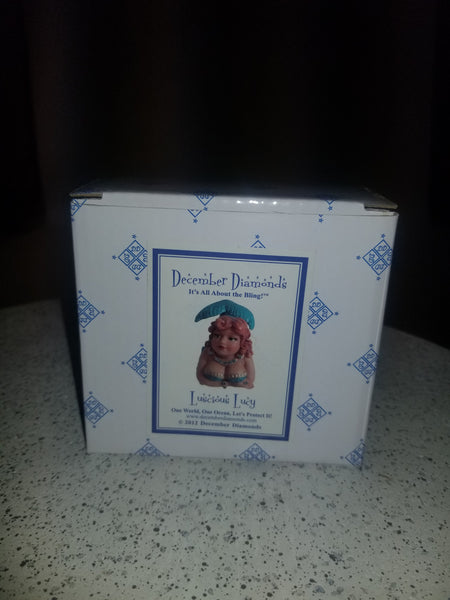 December Diamonds
It's All About the Bling!™
Luscious Lucy
One World, One Ocean, Let's Protect It!
www.decemberdiamonds.com
© 2012 December Diamonds